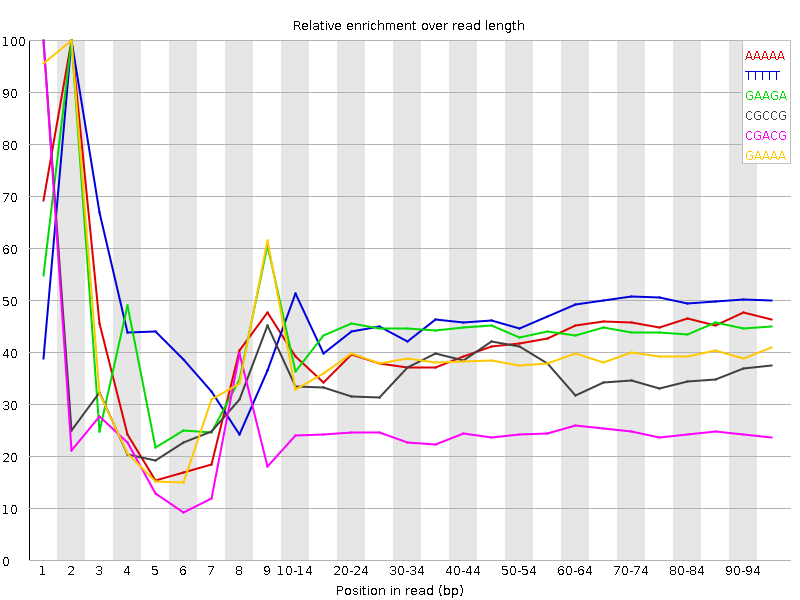 Relative enrichment over read length
100
90
80
70
60
50
40
30
20
10
0
AAAAA
TTTTT
GAAGA
CGCCG
CGACG
GAAAA
1 2 3 4 5 6 7 8 9 10-14 20-24 30-34 40-44 50-54 60-64 70-74 80-84 90-94
Position in read (bp)